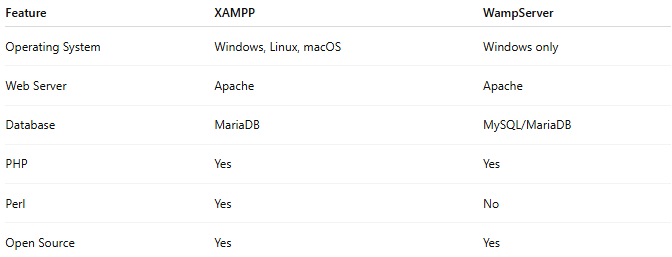 Feature XAMPP WampServer
Operating System Windows, Linux, macOS Windows only
Web Server Apache Apache
Database MariaDB MySQL/MariaDB
PHP Yes Yes
Perl Yes No
Open Source Yes Yes